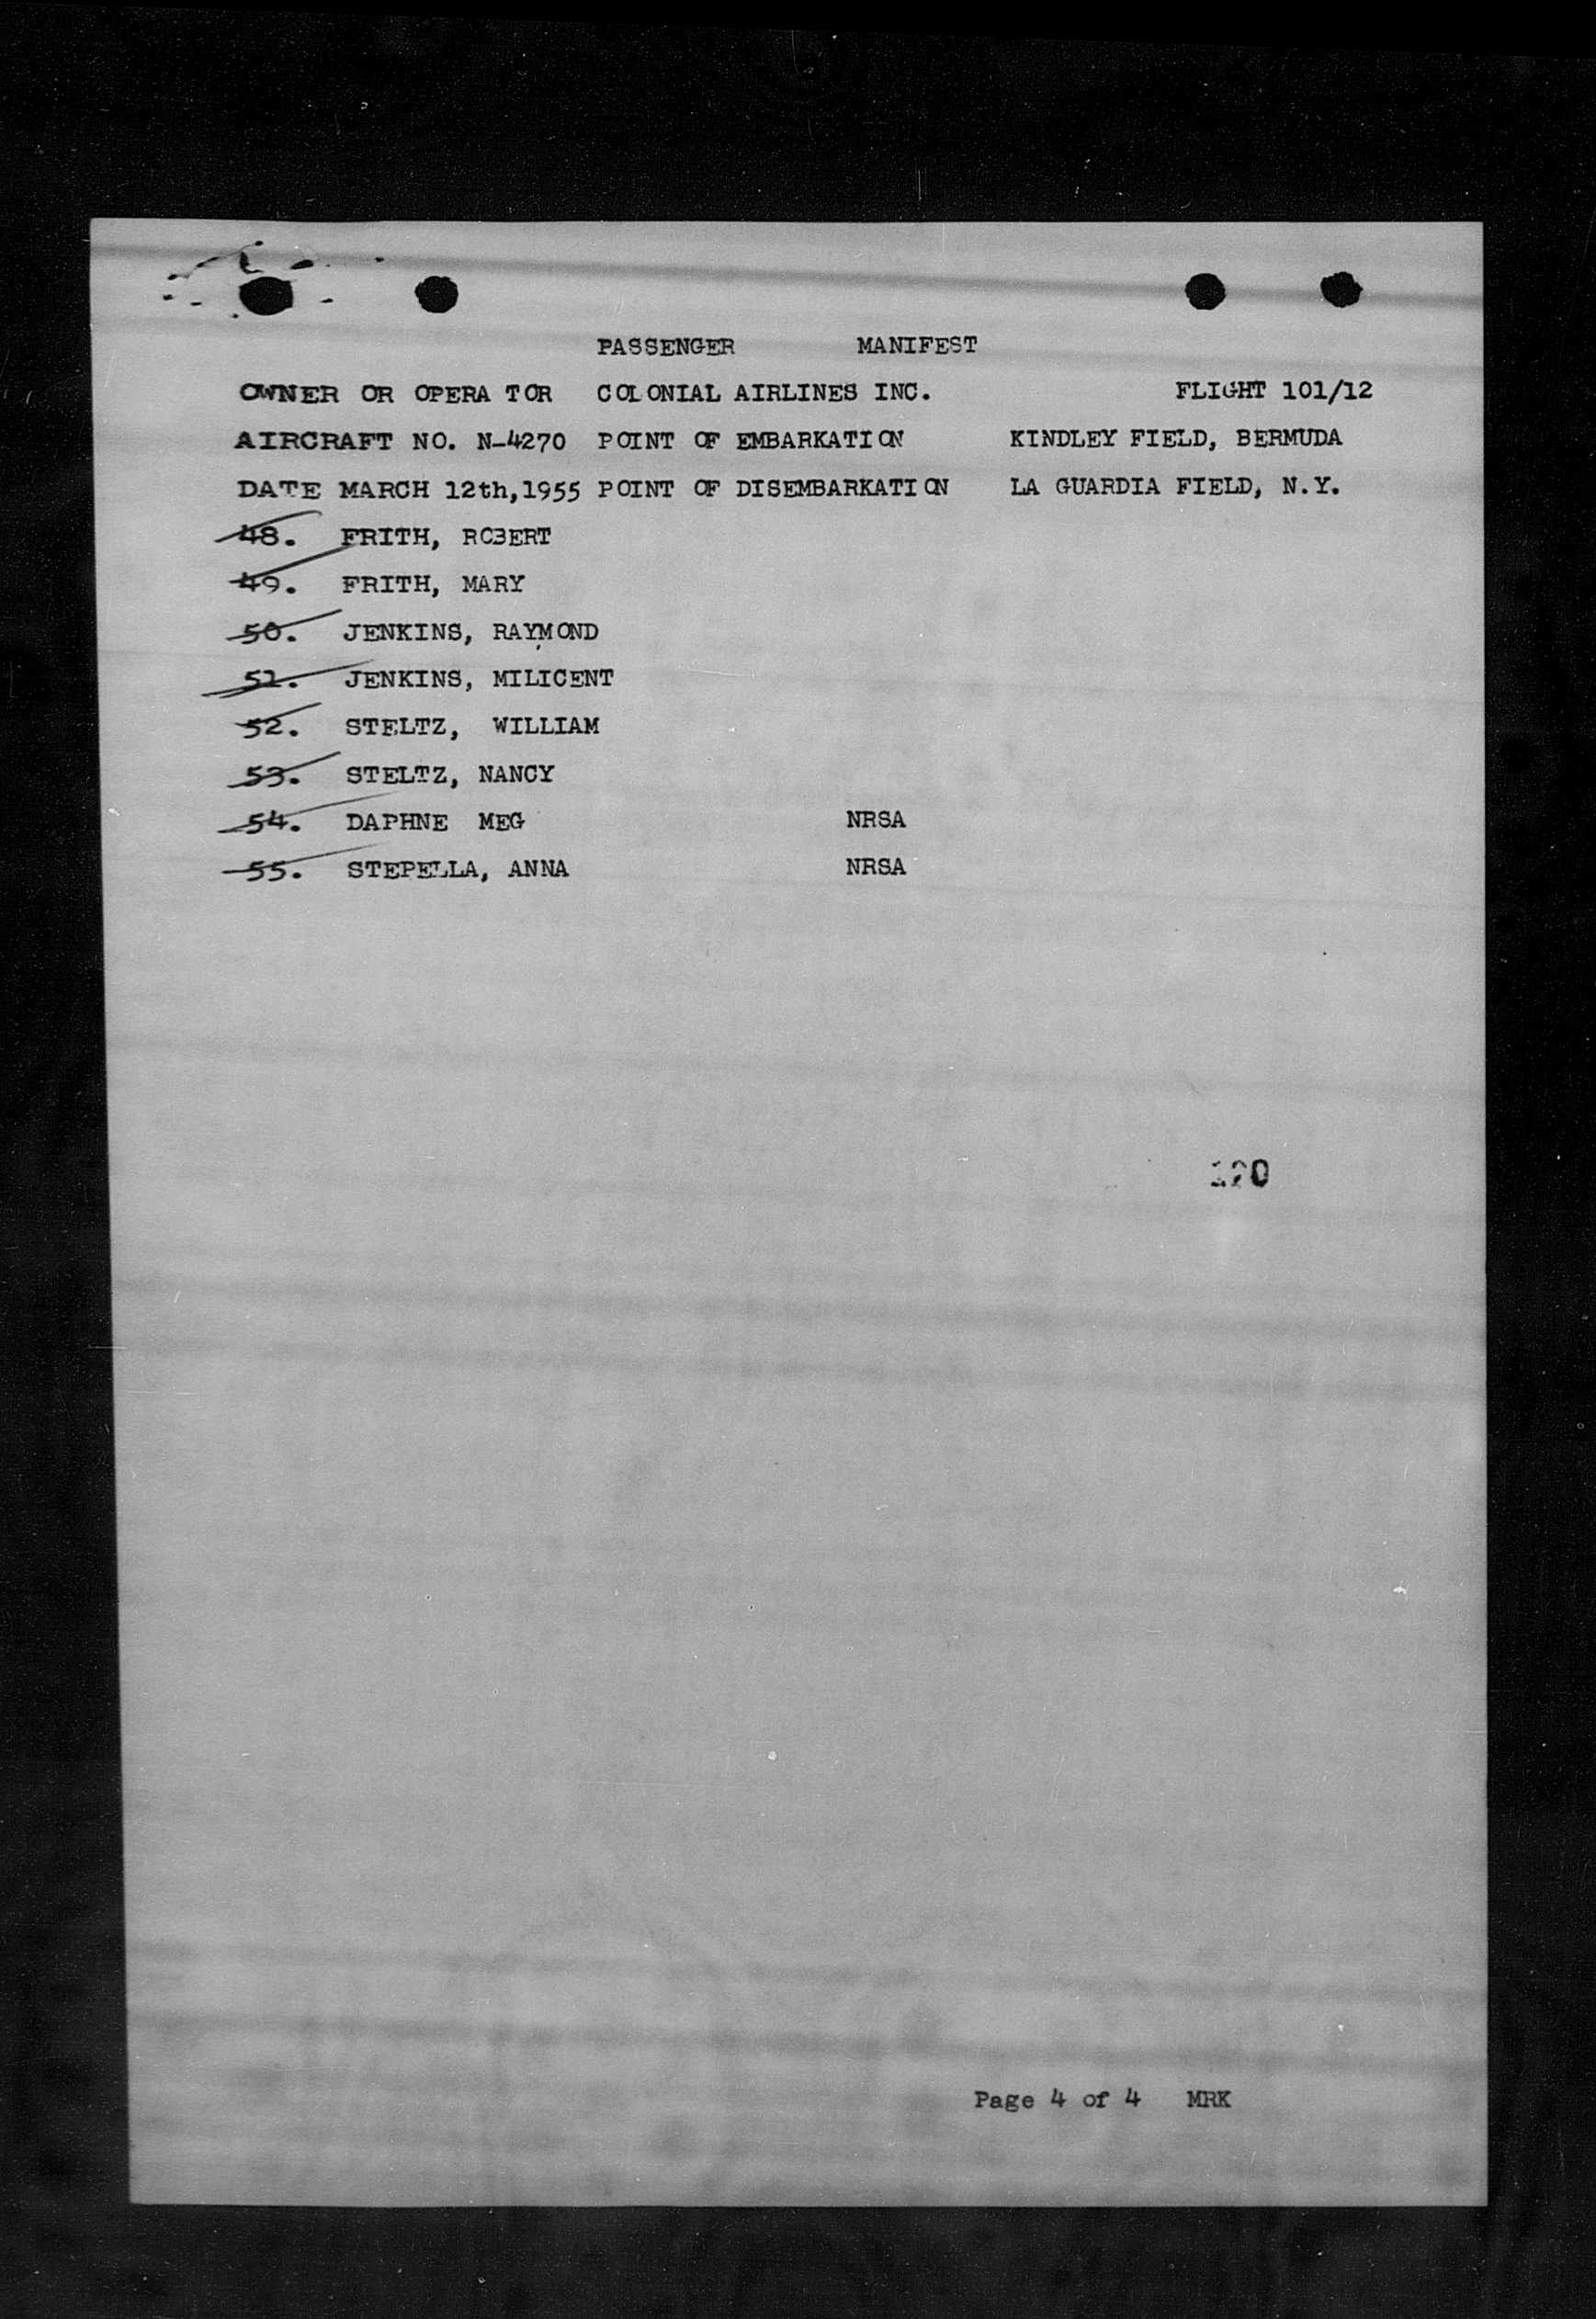 PASSENGER MANIFEST
OWNER OR OPERATOR COLONIAL AIRLINES INC. FLIGHT 101/12
AIRCRAFT NO. N-4270 POINT OF EMBARKATION KINDLEY FIELD, BERMUDA
DATE MARCH 12th,1955 POINT OF DISEMBARKATION LA GUARDIA FIELD, N.Y.
48. FRITH, ROBERT
49. FRITH, MARY
50. JENKINS, RAYMOND
51. JENKINS, MILICENT
52. STELTZ, WILLIAM
53. STELTZ, NANCY
54. DAPHNE MEG NRSA
55. STEPELLA, ANNA NRSA
Page 4 of 4 MRK